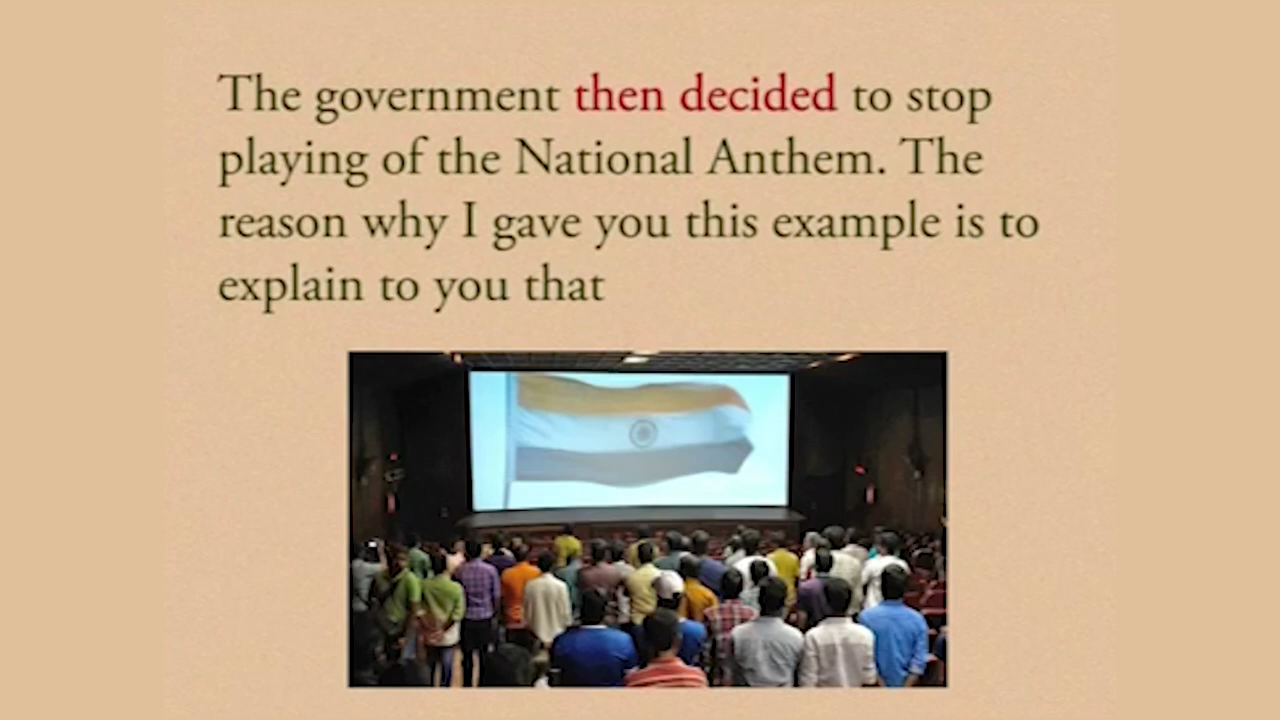 The government then decided to stop
playing of the National Anthem. The
reason why I gave you this example is to
explain to you that